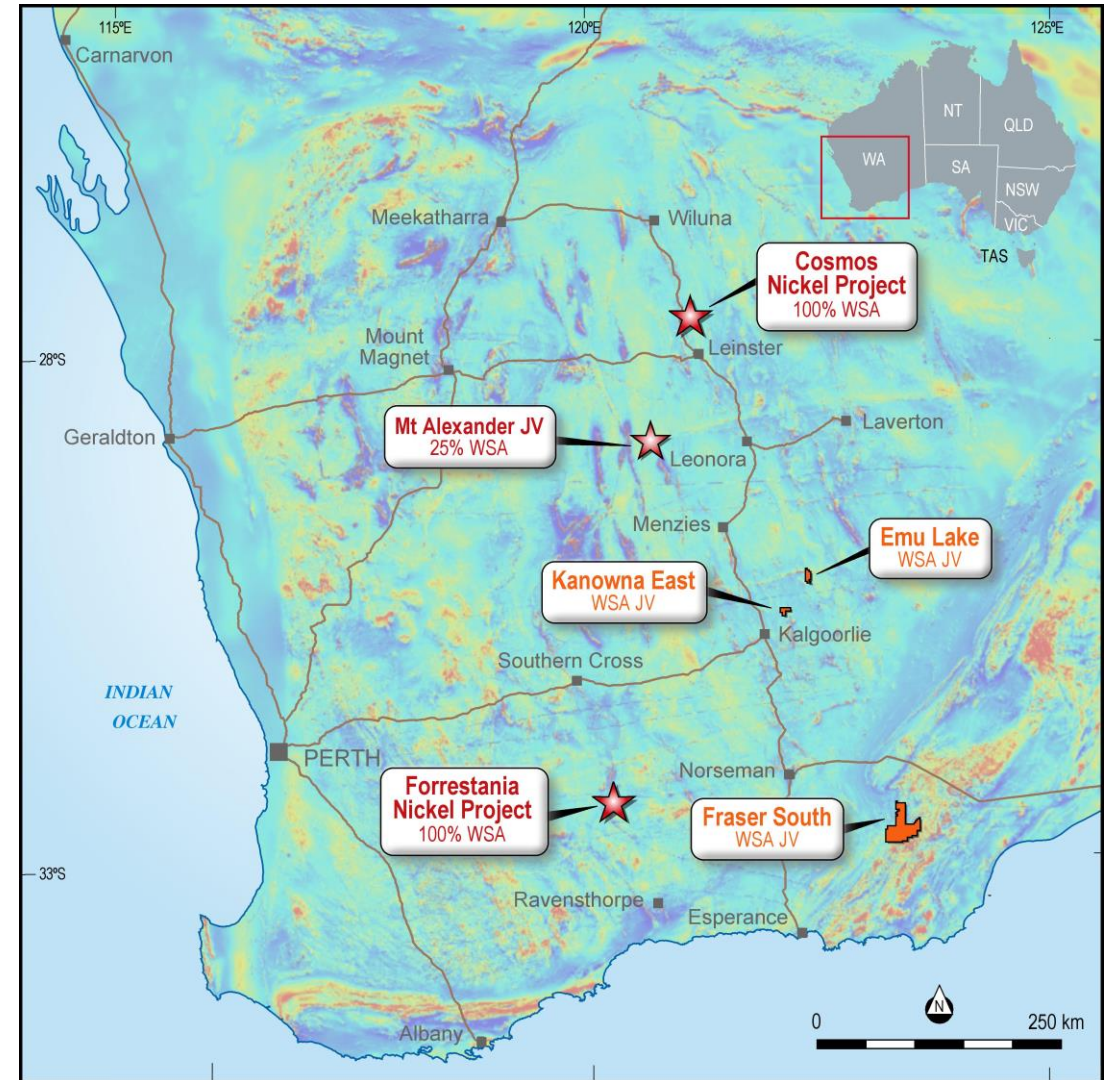 115ºE
120ºE
125ºE
Carnarvon
NT
QLD
WA
SA
NSW
VIC
TAS
Meekatharra
Wiluna
Cosmos
Nickel Project
100% WSA
Mount
Magnet
Leinster
28ºS
Mt Alexander JV
25% WSA
Laverton
Geraldton
Leonora
Menzies
Emu Lake
WSA JV
Kanowna East
WSA JV
Kalgoorlie
Southern Cross
INDIAN
OCEAN
PERTH
Norseman
Forrestania
Nickel Project
100% WSA
Fraser South
WSA JV
33ºS
Ravensthorpe
Esperance
N
0
250 km
Albany